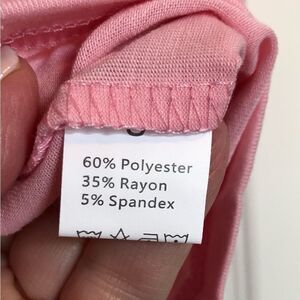 60% Polyester
35% Rayon
5% Spandex